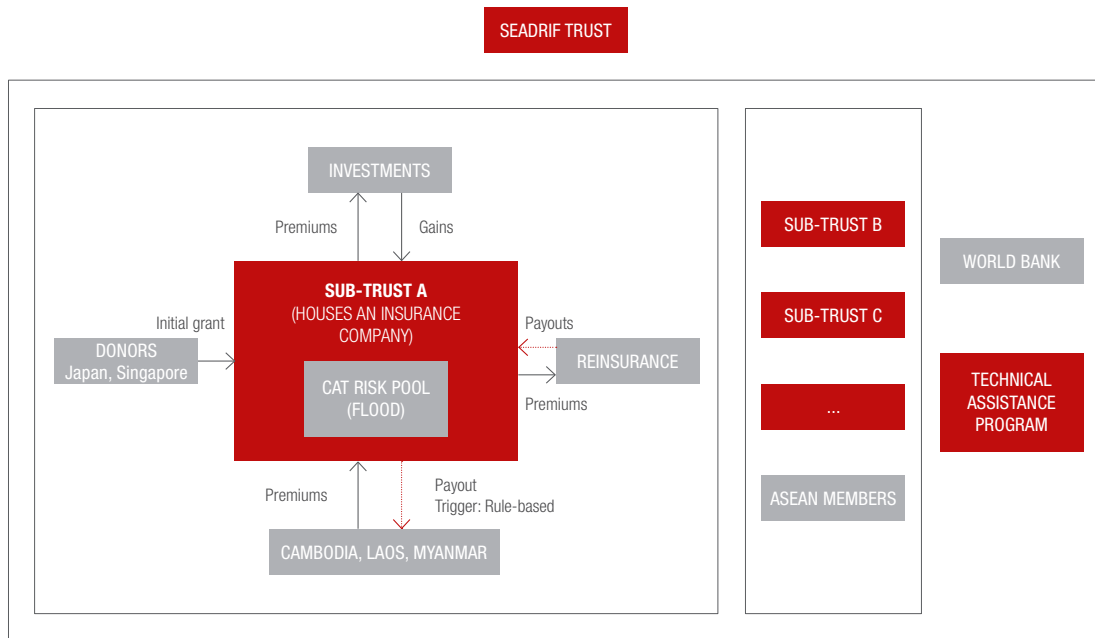 SEADRIF TRUST
INVESTMENTS
Premiums
Gains
SUB-TRUST A
(HOUSES AN INSURANCE
COMPANY)
CAT RISK POOL
(FLOOD)
Initial grant
DONORS
Japan, Singapore
Payouts
REINSURANCE
Premiums
Premiums
Payout
Trigger: Rule-based
CAMBODIA, LAOS, MYANMAR
SUB-TRUST B
SUB-TRUST C
...
ASEAN MEMBERS
WORLD BANK
TECHNICAL
ASSISTANCE
PROGRAM